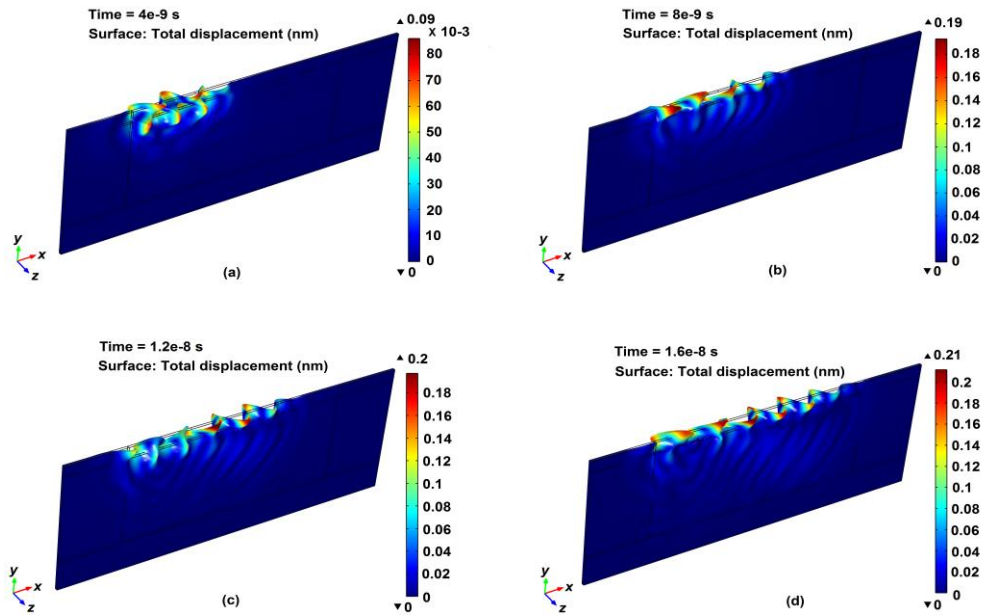 Time = 4e-9 s
Surface: Total displacement (nm)
▲ 0.09
x 10-3
80
70
60
50
40
30
20
10
0
▼ 0
y
x
z
(a)
Time = 8e-9 s
Surface: Total displacement (nm)
▲ 0.19
0.18
0.16
0.14
0.12
0.1
0.08
0.06
0.04
0.02
0
▼ 0
y
x
z
(b)
Time = 1.2e-8 s
Surface: Total displacement (nm)
▲ 0.2
0.18
0.16
0.14
0.12
0.1
0.08
0.06
0.04
0.02
0
▼ 0
y
x
z
(c)
Time = 1.6e-8 s
Surface: Total displacement (nm)
▲ 0.21
0.2
0.18
0.16
0.14
0.12
0.1
0.08
0.06
0.04
0.02
0
▼ 0
y
x
z
(d)